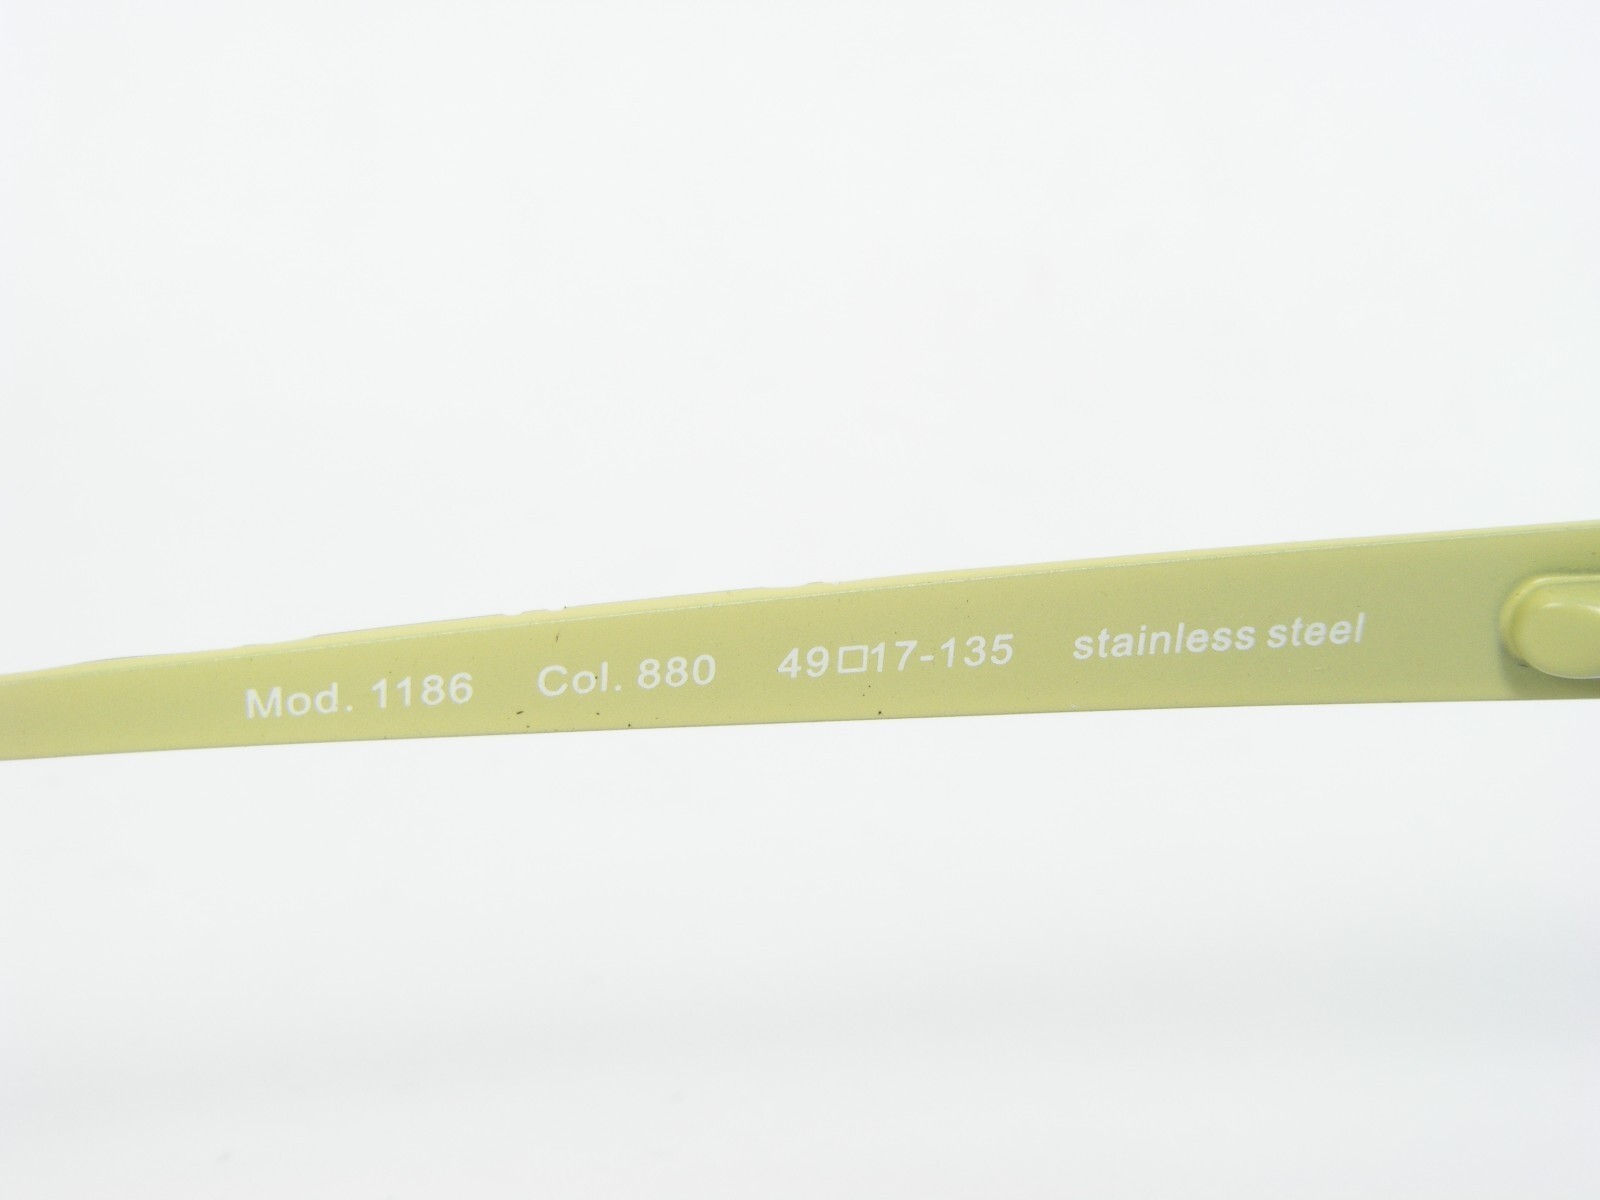 Mod. 1186 Col. 880 49□17-135 stainless steel